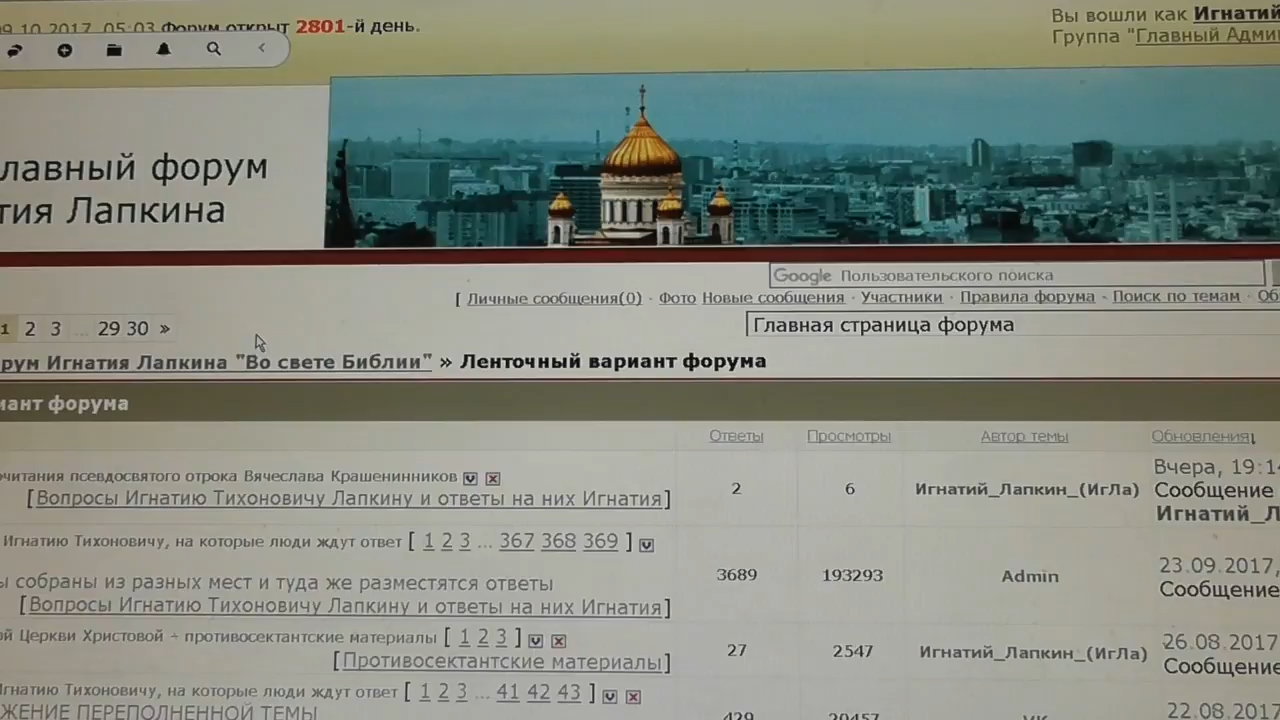 09.10.2017, 05:03 Форум открыт 2801-й день.
Вы вошли как Игнатий
Группа "Главный Адми
лавный форум
тия Лапкина
Google Пользовательского поиска
[ Личные сообщения(0) · Фото Новые сообщения · Участники · Правила форума · Поиск по темам · Об
1 2 3 ... 29 30 »
Главная страница форума
рум Игнатия Лапкина "Во свете Библии" » Ленточный вариант форума
иант форума
Ответы Просмотры Автор темы Обновления↓
очитания псевдосвятого отрока Вячеслава Крашенинников
[Вопросы Игнатию Тихоновичу Лапкину и ответы на них Игнатия]
2 6 Игнатий_Лапкин_(ИгЛа)
Вчера, 19:14
Сообщение
Игнатий_Л
Игнатию Тихоновичу, на которые люди ждут ответ [ 1 2 3 ... 367 368 369 ]
ы собраны из разных мест и туда же разместятся ответы
[Вопросы Игнатию Тихоновичу Лапкину и ответы на них Игнатия]
3689 193293 Admin
23.09.2017,
Сообщение
ой Церкви Христовой - противосектантские материалы [ 1 2 3 ]
[Противосектантские материалы]
27 2547 Игнатий_Лапкин_(ИгЛа)
26.08.2017
Сообщение
Игнатию Тихоновичу, на которые люди ждут ответ [ 1 2 3 ... 41 42 43 ]
ЖЕНИЕ ПЕРЕПОЛНЕННОЙ ТЕМЫ
429 20457
22.08.2017